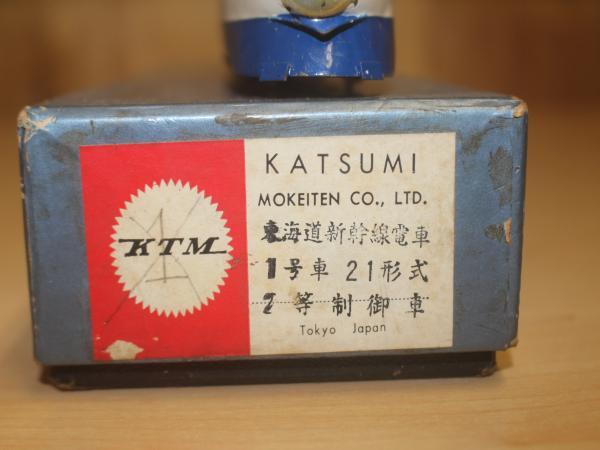 KTM
1
KATSUMI
MOKEITEN CO., LTD.
東海道新幹線電車
1号車 21形式
2等制御車
Tokyo Japan